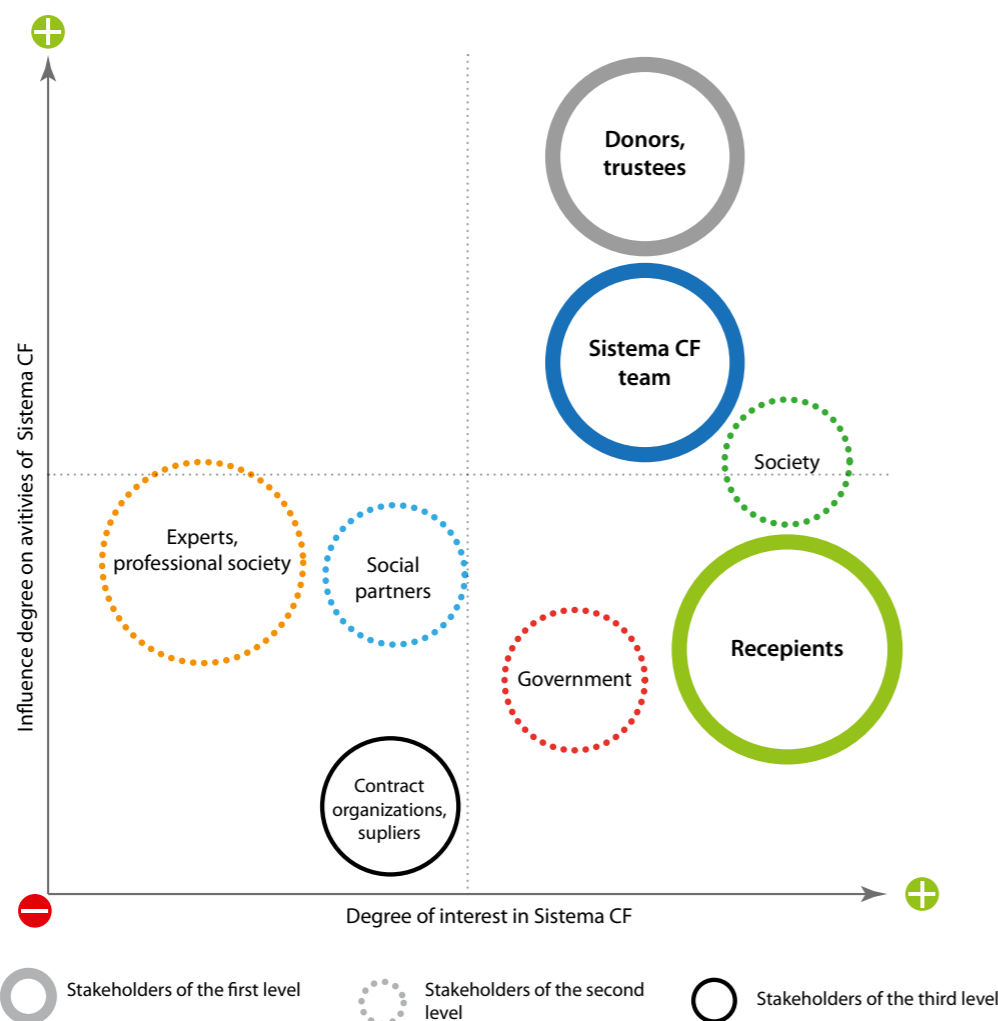 Donors,
trustees
Sistema CF
team
Society
Experts,
professional society
Social
partners
Recepients
Government
Contract
organizations,
supliers
Influence degree on avitivies of Sistema CF
Degree of interest in Sistema CF
Stakeholders of the first level
Stakeholders of the second
level
Stakeholders of the third level